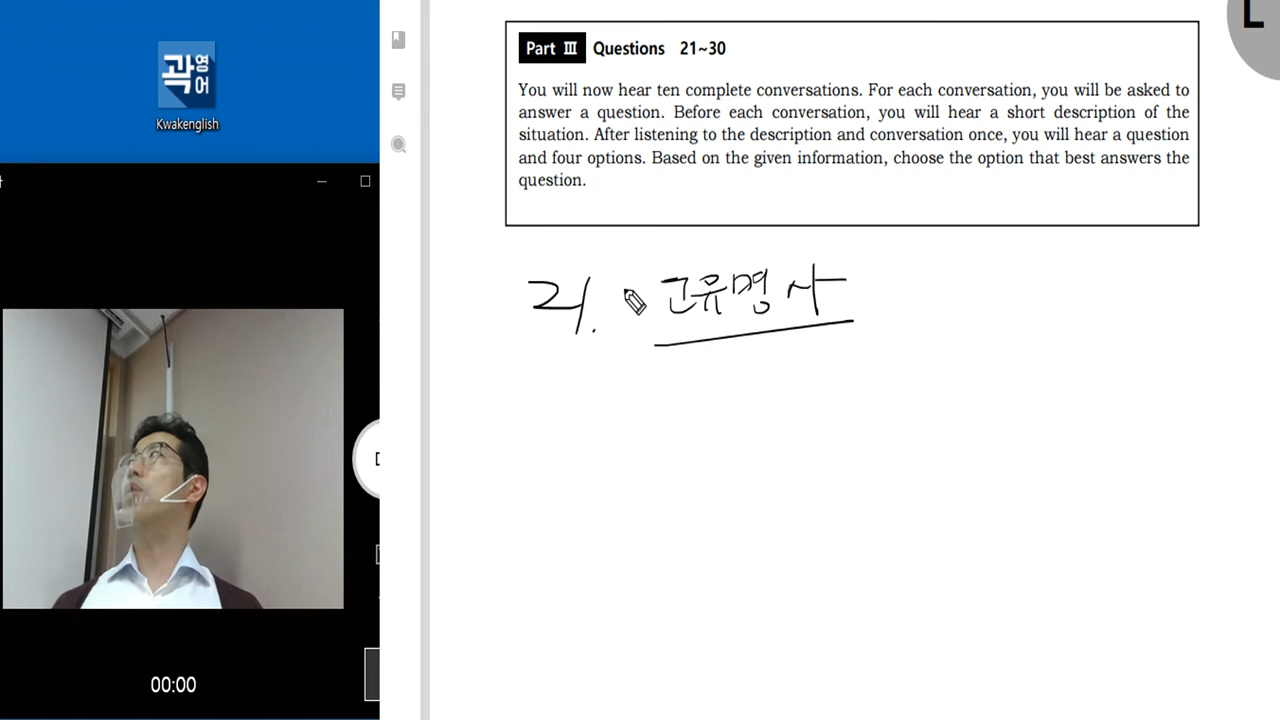 곽영어
Kwakenglish
00:00
L
Part Ⅲ Questions 21~30
You will now hear ten complete conversations. For each conversation, you will be asked to
answer a question. Before each conversation, you will hear a short description of the
situation. After listening to the description and conversation once, you will hear a question
and four options. Based on the given information, choose the option that best answers the
question.
21. 고유명사